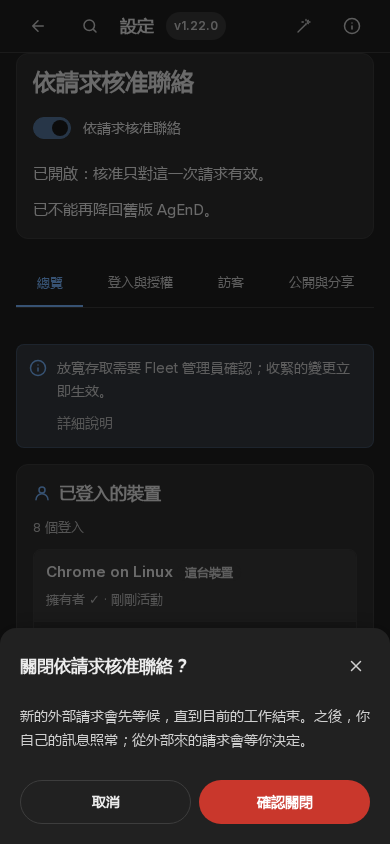 設定 v1.22.0
依請求核准聯絡
依請求核准聯絡
已開啟：核准只對這一次請求有效。
已不能再降回舊版 AgEnD。
總覽 登入與授權 訪客 公開與分享
放寬存取需要 Fleet 管理員確認；收緊的變更立
即生效。
詳細說明
已登入的裝置
8 個登入
Chrome on Linux 這台裝置
擁有者 ✓ · 剛剛活動
關閉依請求核准聯絡？
新的外部請求會先等候，直到目前的工作結束。之後，你
自己的訊息照常；從外部來的請求會等你決定。
取消 確認關閉